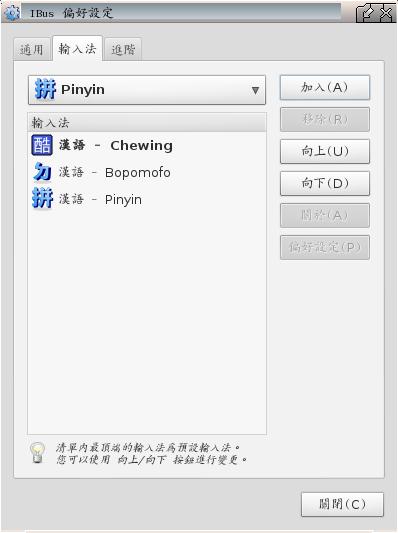 IBus 偏好設定
通用 輸入法 進階
拼 Pinyin
加入(A)
輸入法
移除(R)
酷 漢語 - Chewing
向上(U)
ㄉ 漢語 - Bopomofo
向下(D)
拼 漢語 - Pinyin
關於(A)
偏好設定(P)
清單內最頂端的輸入法為預設輸入法。
您可以使用 向上/向下 按鈕進行變更。
關閉(C)